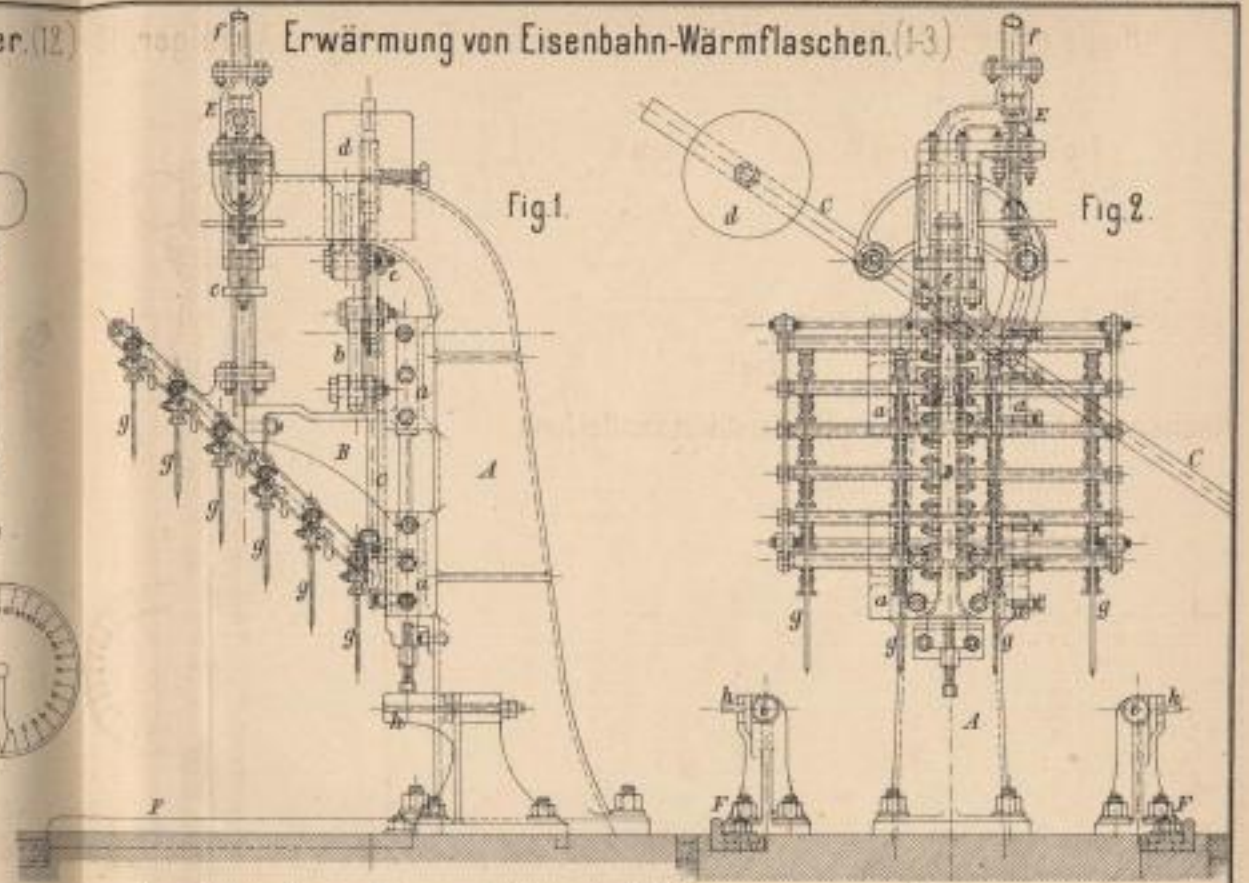 er. (12)
Erwärmung von Eisenbahn-Wärmflaschen. (1-3.)
Fig. 1.
Fig. 2.
f
E
d
c
e
b
a
B
c
A
a
g
g
g
g
g
g
h
F
f
E
d
C
e
a
a
C
a
g
g
g
g
h
h
A
F
F